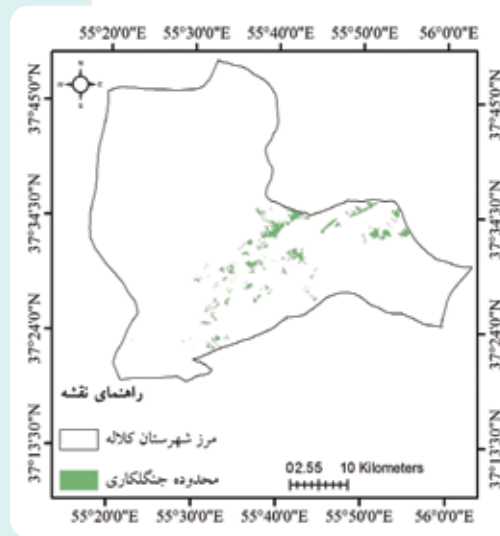 55°20'0"E 55°30'0"E 55°40'0"E 55°50'0"E 56°0'0"E
N
W E
S
37°45'0"N 37°45'0"N
37°34'30"N 37°34'30"N
37°24'0"N 37°24'0"N
37°13'30"N 37°13'30"N
راهنمای نقشه
مرز شهرستان کلاله
محدوده جنگلکاری
02.55 10 Kilometers
55°20'0"E 55°30'0"E 55°40'0"E 55°50'0"E 56°0'0"E